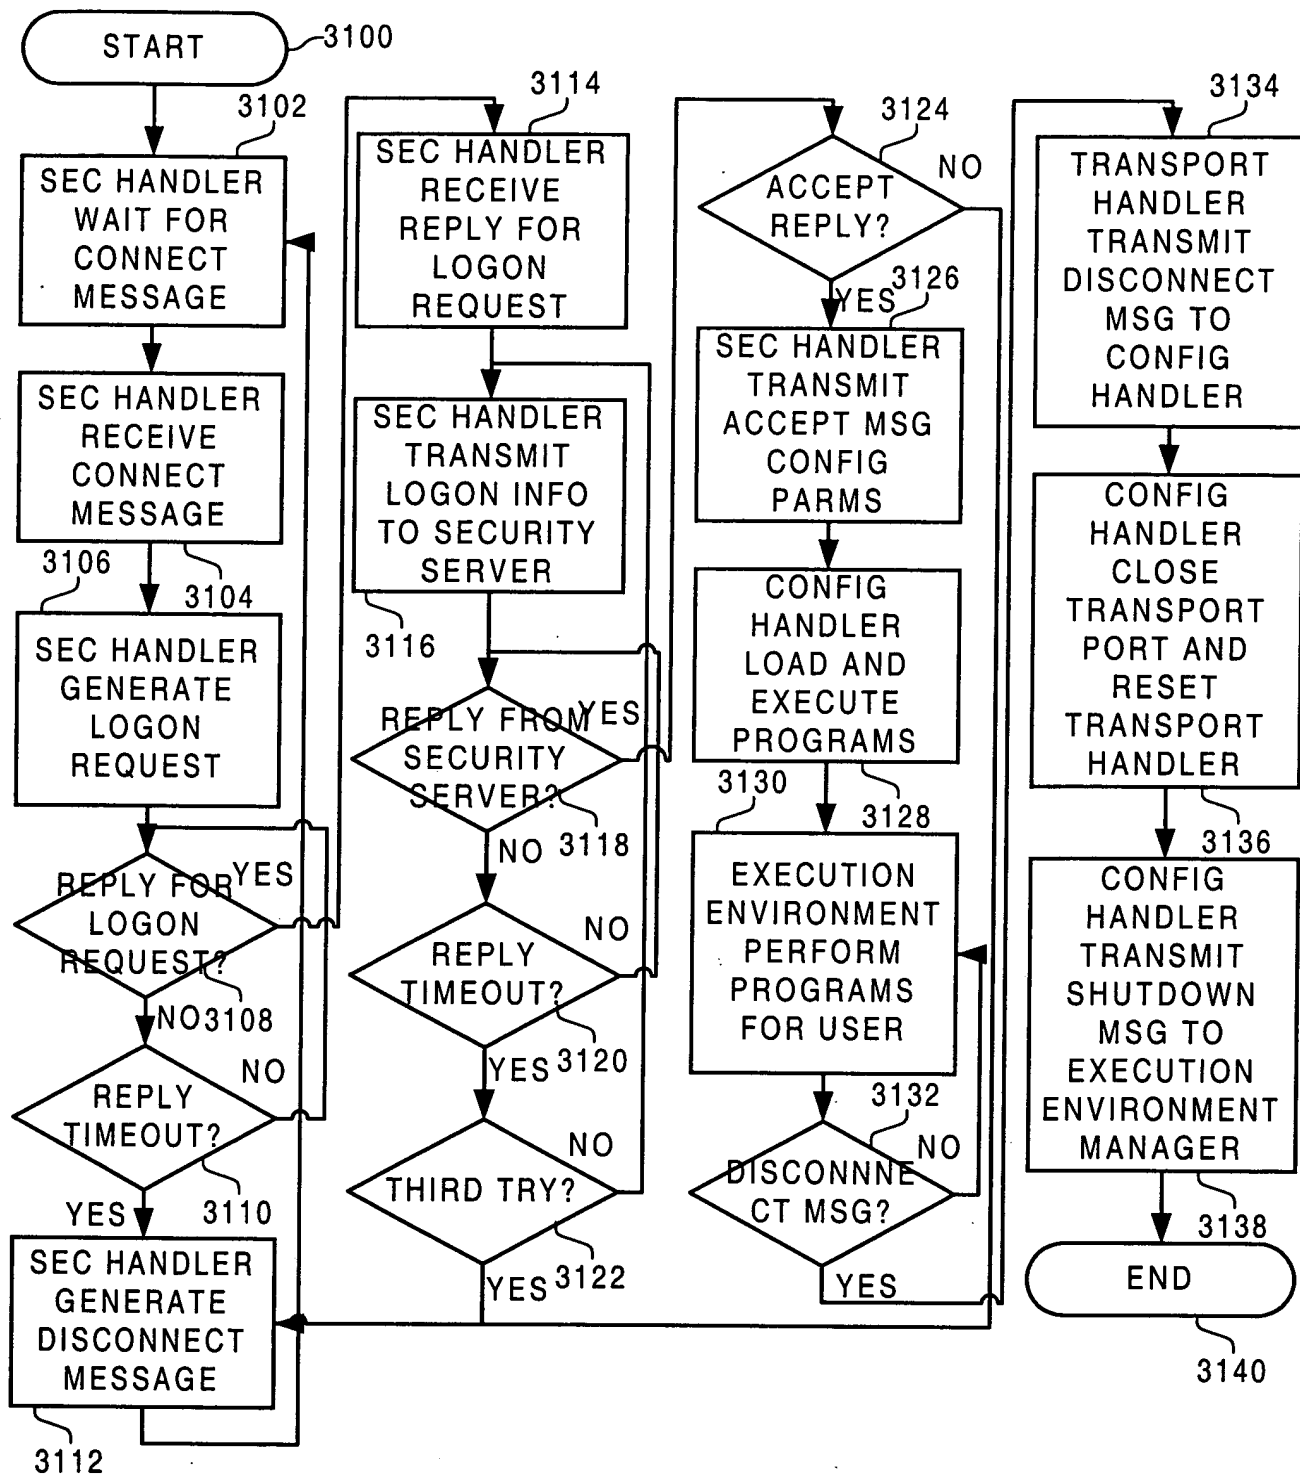 START
3100
3102
SEC HANDLER
WAIT FOR
CONNECT
MESSAGE
SEC HANDLER
RECEIVE
CONNECT
MESSAGE
3104
3106
SEC HANDLER
GENERATE
LOGON
REQUEST
REPLY FOR
LOGON
REQUEST?
YES
NO
3108
REPLY
TIMEOUT?
NO
YES
3110
SEC HANDLER
GENERATE
DISCONNECT
MESSAGE
3112
3114
SEC HANDLER
RECEIVE
REPLY FOR
LOGON
REQUEST
SEC HANDLER
TRANSMIT
LOGON INFO
TO SECURITY
SERVER
3116
REPLY FROM
SECURITY
SERVER?
YES
NO
3118
REPLY
TIMEOUT?
NO
YES
3120
THIRD TRY?
NO
YES
3122
3124
ACCEPT
REPLY?
NO
YES
3126
SEC HANDLER
TRANSMIT
ACCEPT MSG
CONFIG
PARMS
CONFIG
HANDLER
LOAD AND
EXECUTE
PROGRAMS
3128
3130
EXECUTION
ENVIRONMENT
PERFORM
PROGRAMS
FOR USER
3132
DISCONNNE
CT MSG?
NO
YES
3134
TRANSPORT
HANDLER
TRANSMIT
DISCONNECT
MSG TO
CONFIG
HANDLER
CONFIG
HANDLER
CLOSE
TRANSPORT
PORT AND
RESET
TRANSPORT
HANDLER
3136
CONFIG
HANDLER
TRANSMIT
SHUTDOWN
MSG TO
EXECUTION
ENVIRONMENT
MANAGER
3138
END
3140